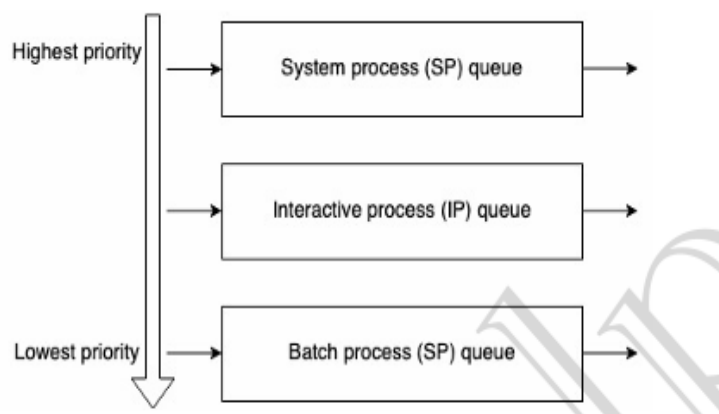 Highest priority
System process (SP) queue
Interactive process (IP) queue
Lowest priority
Batch process (SP) queue